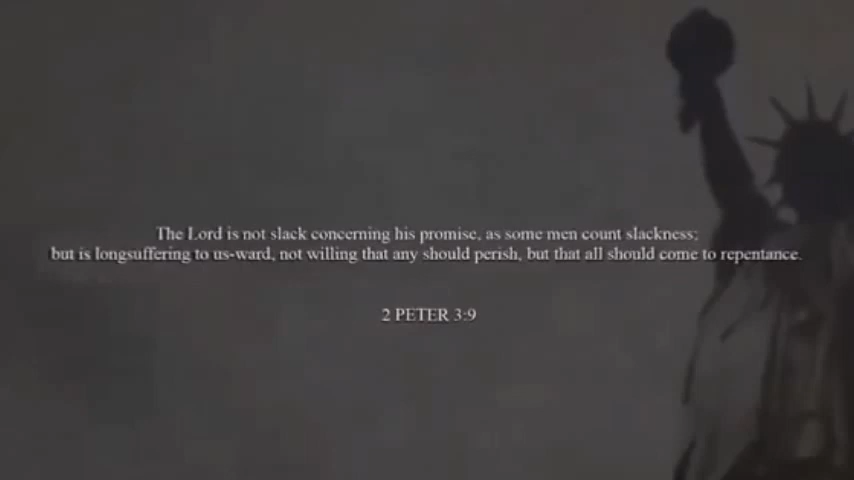 The Lord is not slack concerning his promise, as some men count slackness;
but is longsuffering to us-ward, not willing that any should perish, but that all should come to repentance.
2 PETER 3:9